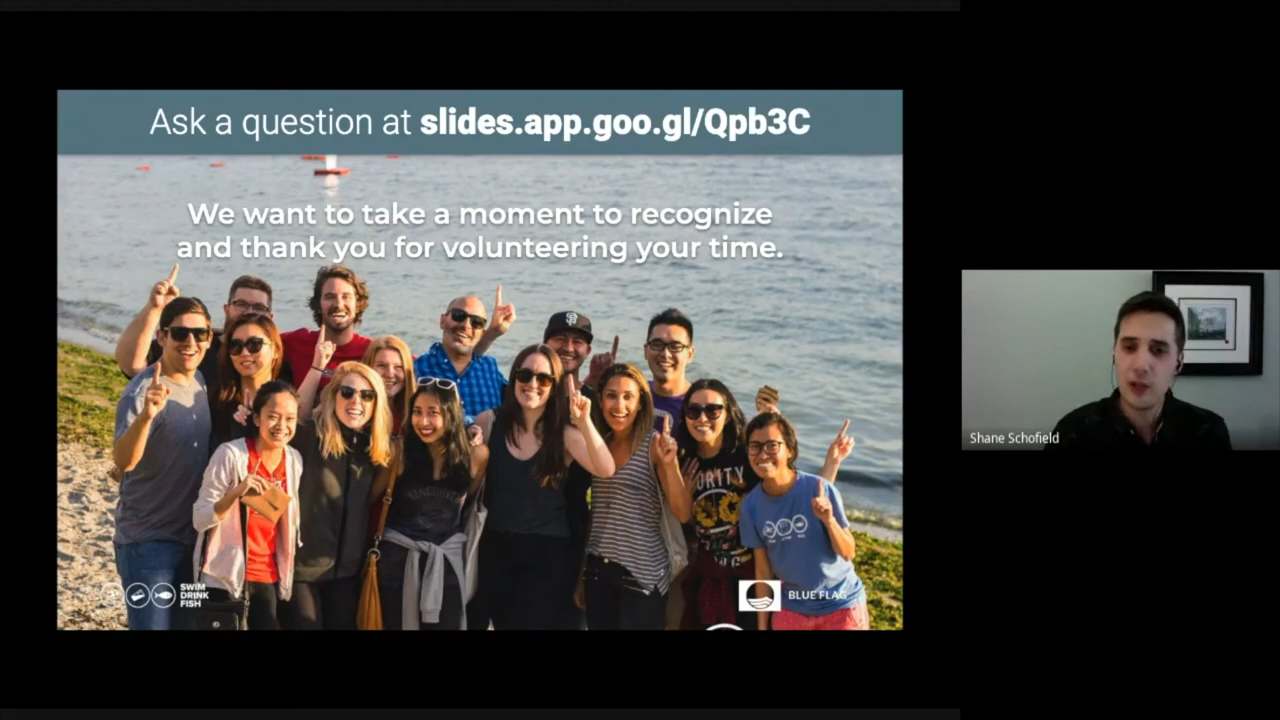 Ask a question at slides.app.goo.gl/Qpb3C
We want to take a moment to recognize
and thank you for volunteering your time.
SWIM
DRINK
FISH
BLUE FLAG
Shane Schofield